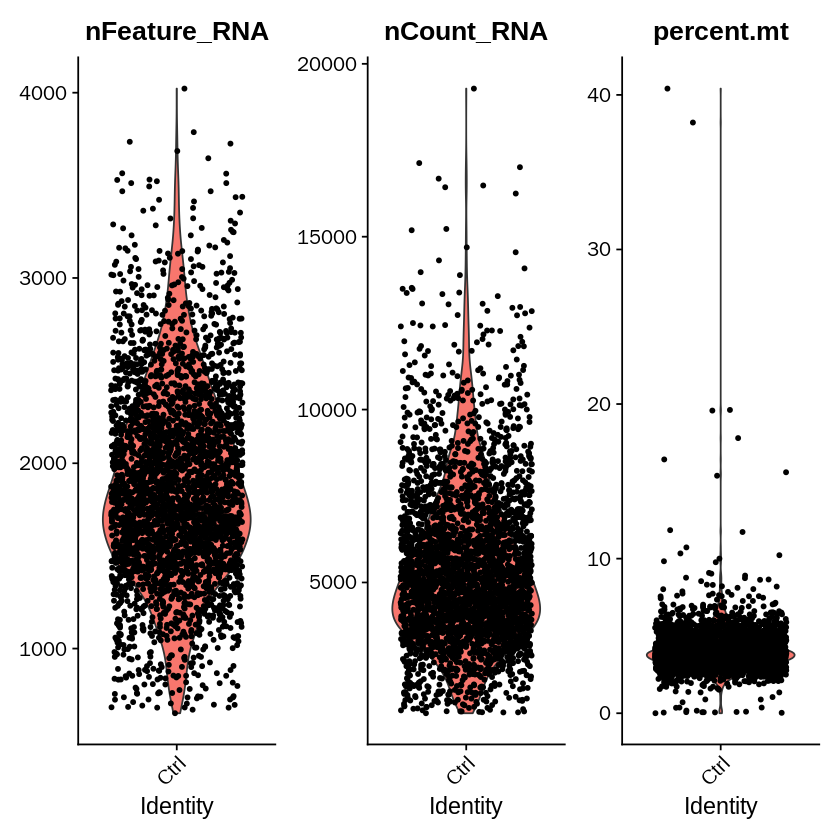 nFeature_RNA
4000
3000
2000
1000
Ctrl
Identity
nCount_RNA
20000
15000
10000
5000
Ctrl
Identity
percent.mt
40
30
20
10
0
Ctrl
Identity